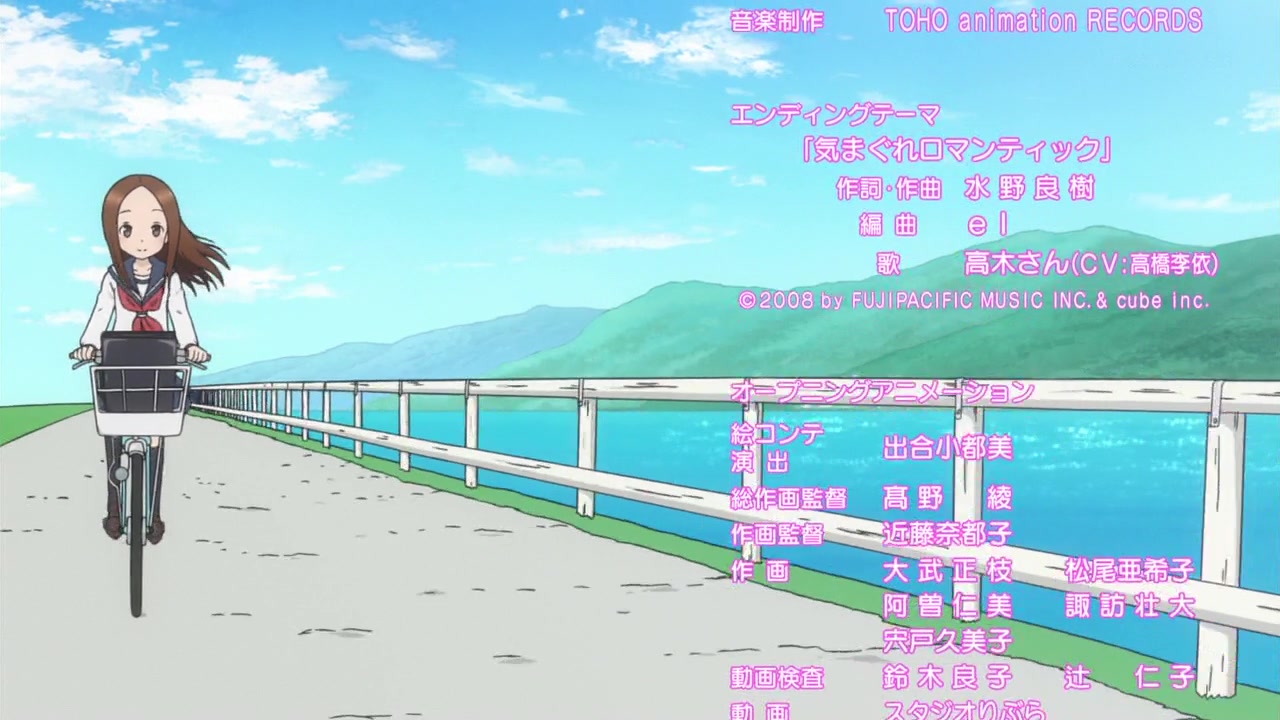 音楽制作 TOHO animation RECORDS
エンディングテーマ
「気まぐれロマンティック」
作詞・作曲 水野良樹
編曲 el
歌 高木さん(CV:高橋李依)
©2008 by FUJIPACIFIC MUSIC INC. & cube inc.
オープニングアニメーション
絵コンテ
演出 出合小都美
総作画監督 髙野 綾
作画監督 近藤奈都子
作画 大武正枝 松尾亜希子
阿曽仁美 諏訪壮大
宍戸久美子
動画検査 鈴木良子 辻 仁子
動画 スタジオりぶら